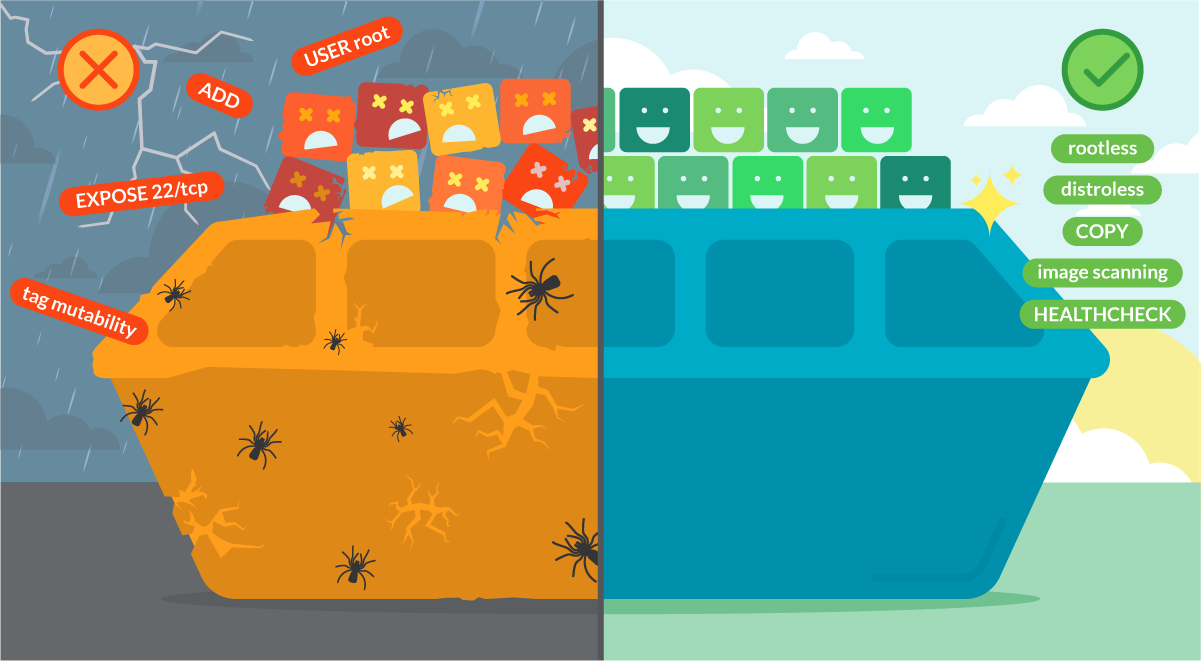 USER root
ADD
EXPOSE 22/tcp
tag mutability
rootless
distroless
COPY
image scanning
HEALTHCHECK